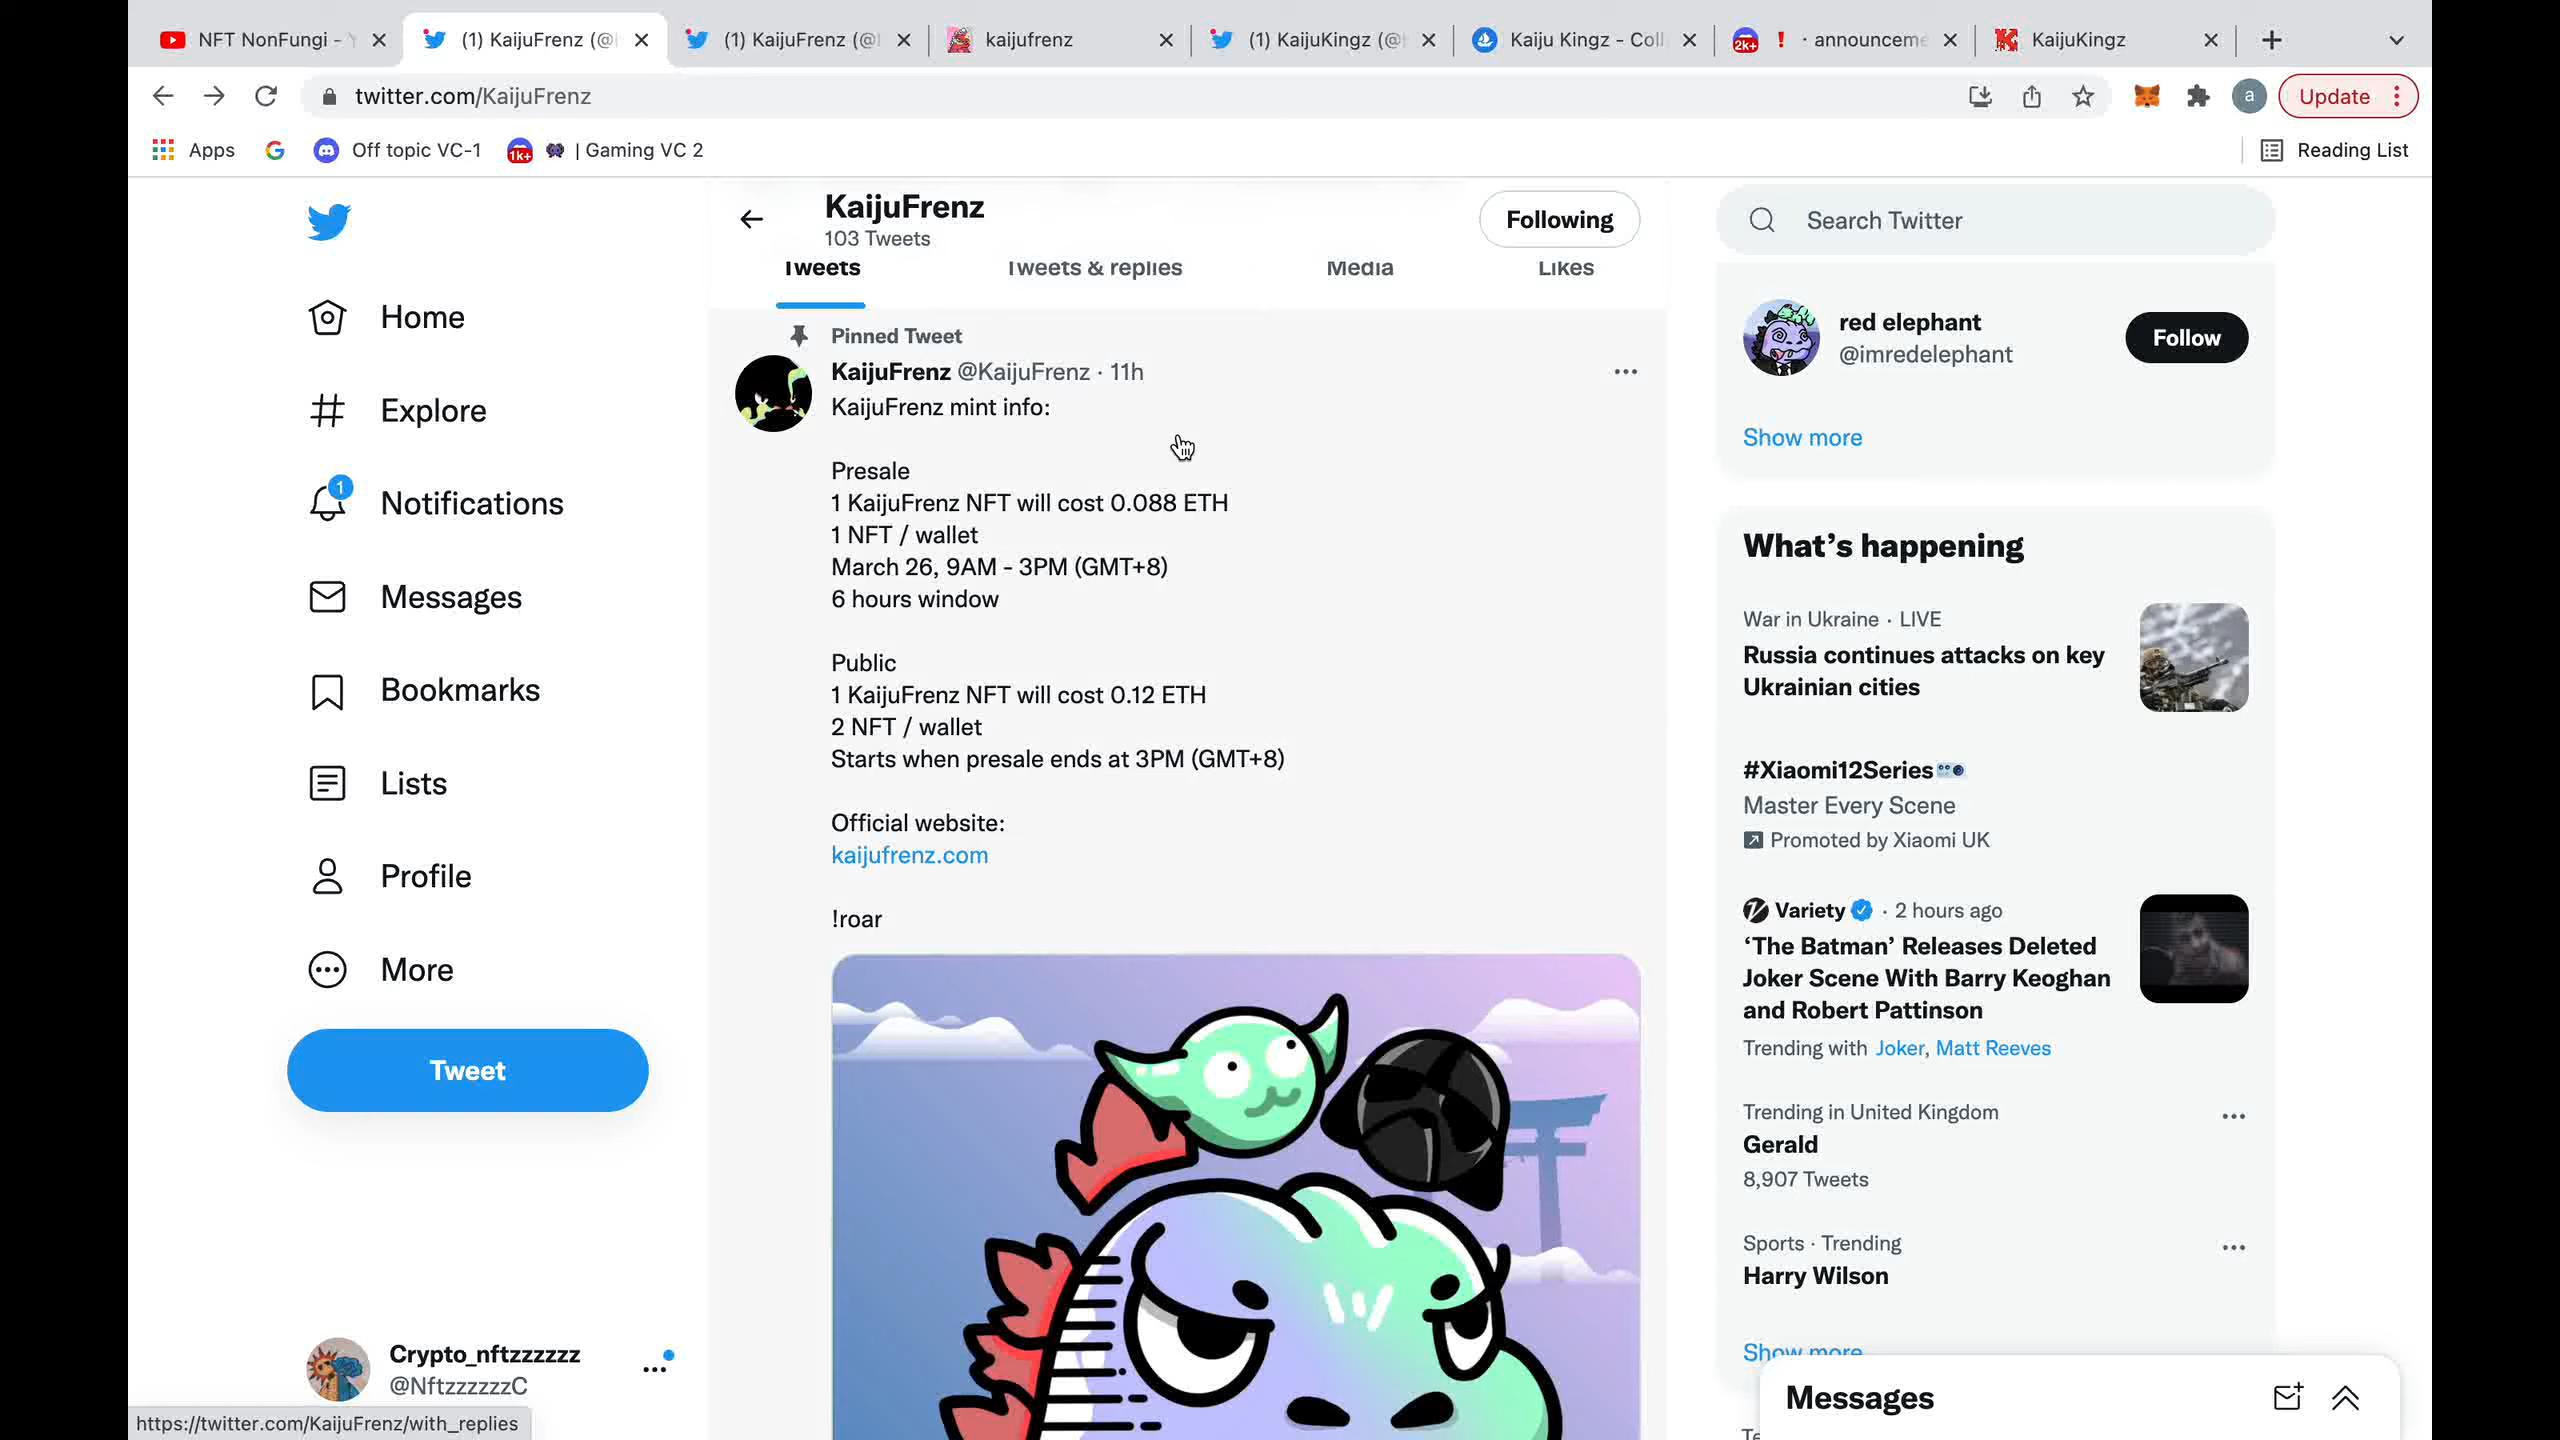 NFT NonFungi -
(1) KaijuFrenz (@
(1) KaijuFrenz (@
kaijufrenz
(1) KaijuKingz (@
Kaiju Kingz - Coll
2k+
! · announceme
KaijuKingz
twitter.com/KaijuFrenz
a
Update
Apps
Off topic VC-1
1k+
| Gaming VC 2
Reading List
KaijuFrenz
103 Tweets
Following
Search Twitter
Tweets
Tweets & replies
Media
Likes
Home
Explore
1
Notifications
Messages
Bookmarks
Lists
Profile
More
Tweet
Crypto_nftzzzzzz
@NftzzzzzzC
https://twitter.com/KaijuFrenz/with_replies
Pinned Tweet
KaijuFrenz @KaijuFrenz · 11h
KaijuFrenz mint info:
Presale
1 KaijuFrenz NFT will cost 0.088 ETH
1 NFT / wallet
March 26, 9AM - 3PM (GMT+8)
6 hours window
Public
1 KaijuFrenz NFT will cost 0.12 ETH
2 NFT / wallet
Starts when presale ends at 3PM (GMT+8)
Official website:
kaijufrenz.com
!roar
red elephant
@imredelephant
Follow
Show more
What's happening
War in Ukraine · LIVE
Russia continues attacks on key
Ukrainian cities
#Xiaomi12Series
Master Every Scene
Promoted by Xiaomi UK
Variety · 2 hours ago
‘The Batman’ Releases Deleted
Joker Scene With Barry Keoghan
and Robert Pattinson
Trending with Joker, Matt Reeves
Trending in United Kingdom
Gerald
8,907 Tweets
Sports · Trending
Harry Wilson
Show more
Messages